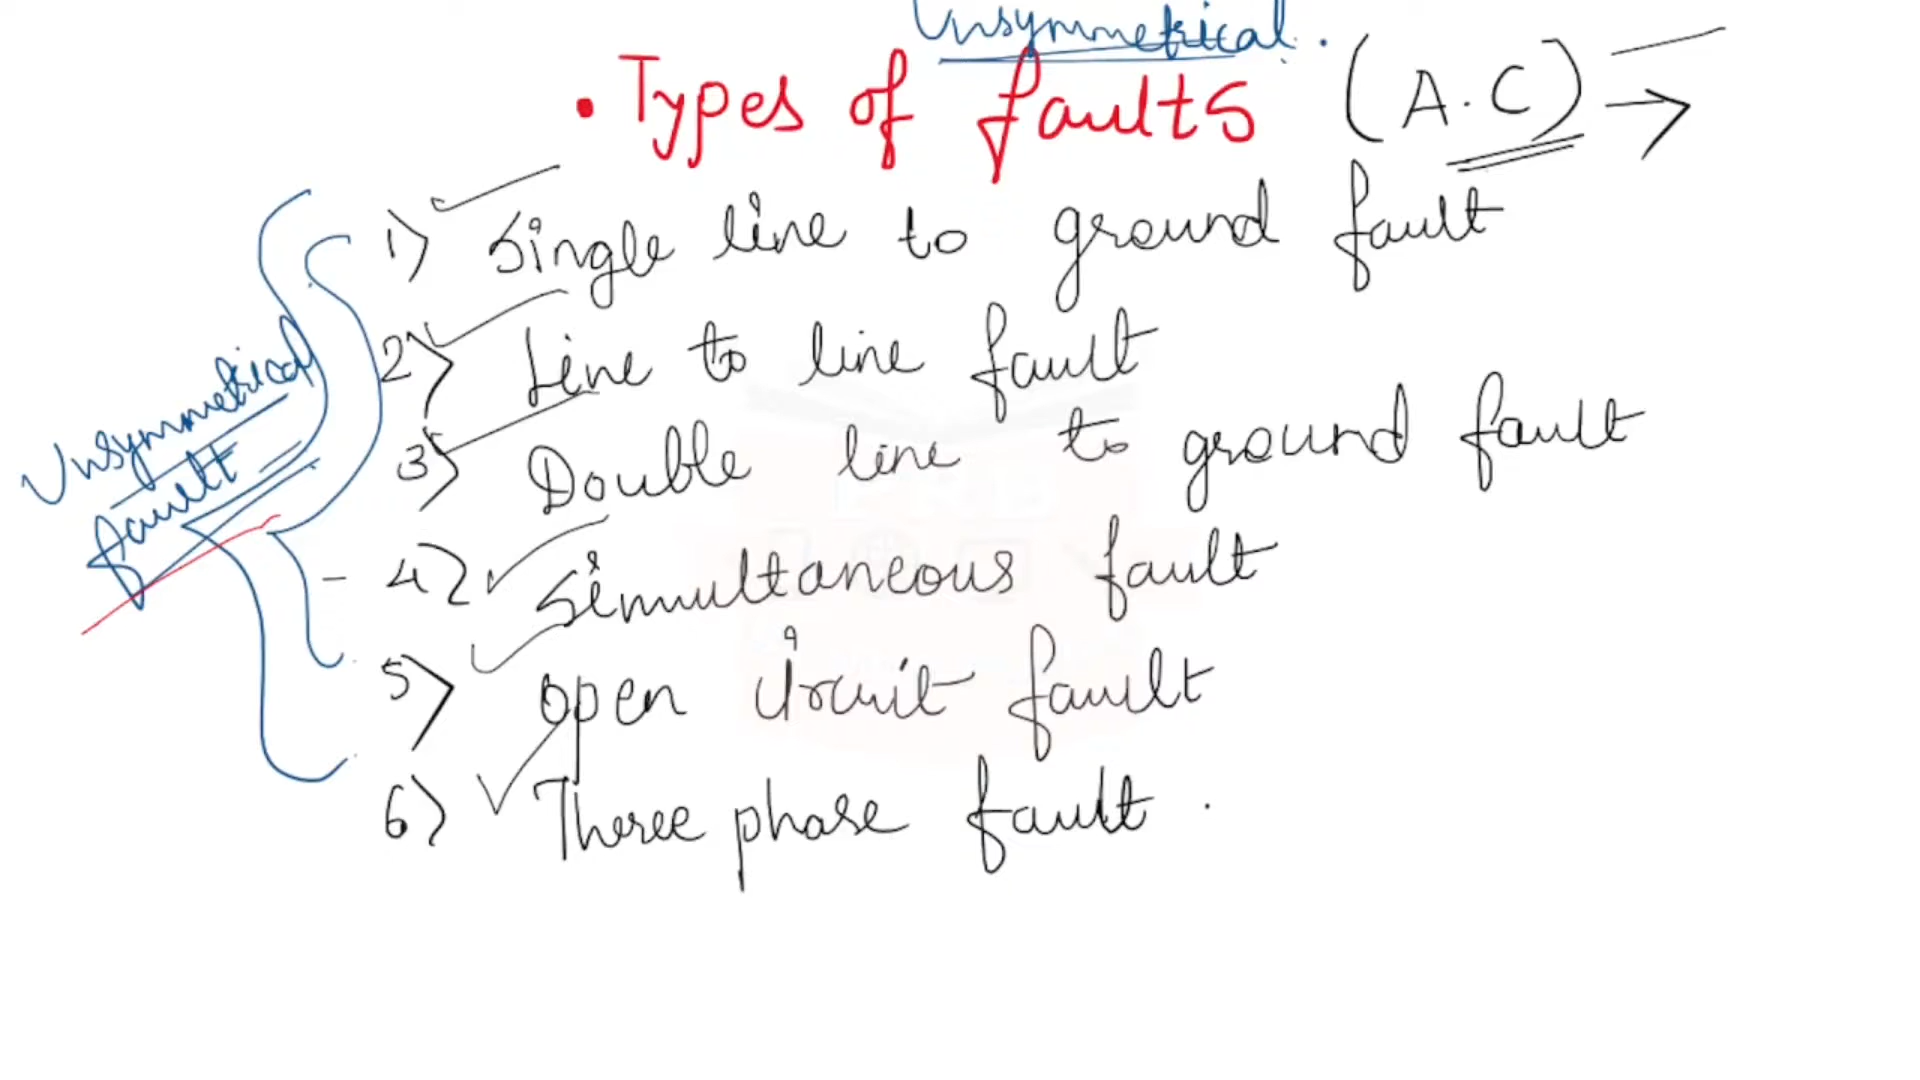 Unsymmetrical.
• Types of faults (A.C) →
1) Single line to ground fault
2) Line to line fault
3) Double line to ground fault
Unsymmetrical
fault
- 4) Simultaneous fault
5) open circuit fault
6) Three phase fault.